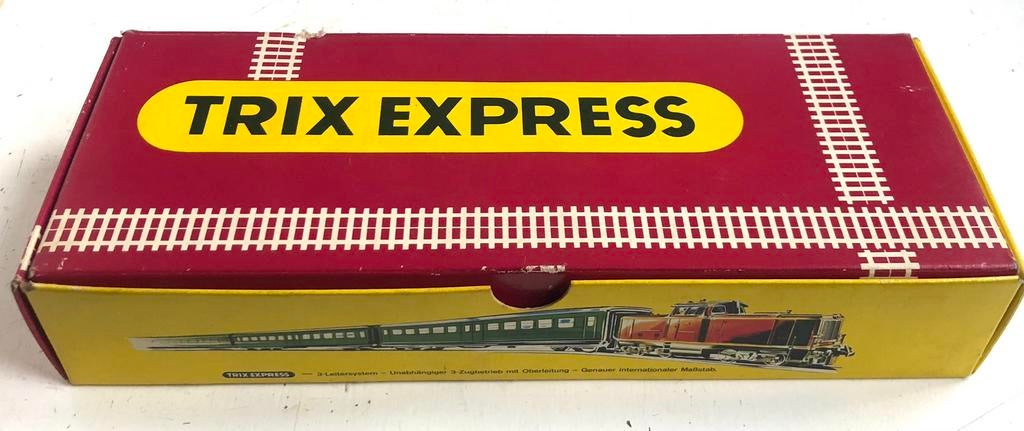 TRIX EXPRESS
TRIX EXPRESS — 3-Leitersystem – Unabhängiger 3-Zugbetrieb mit Oberleitung – Genauer internationaler Maßstab.